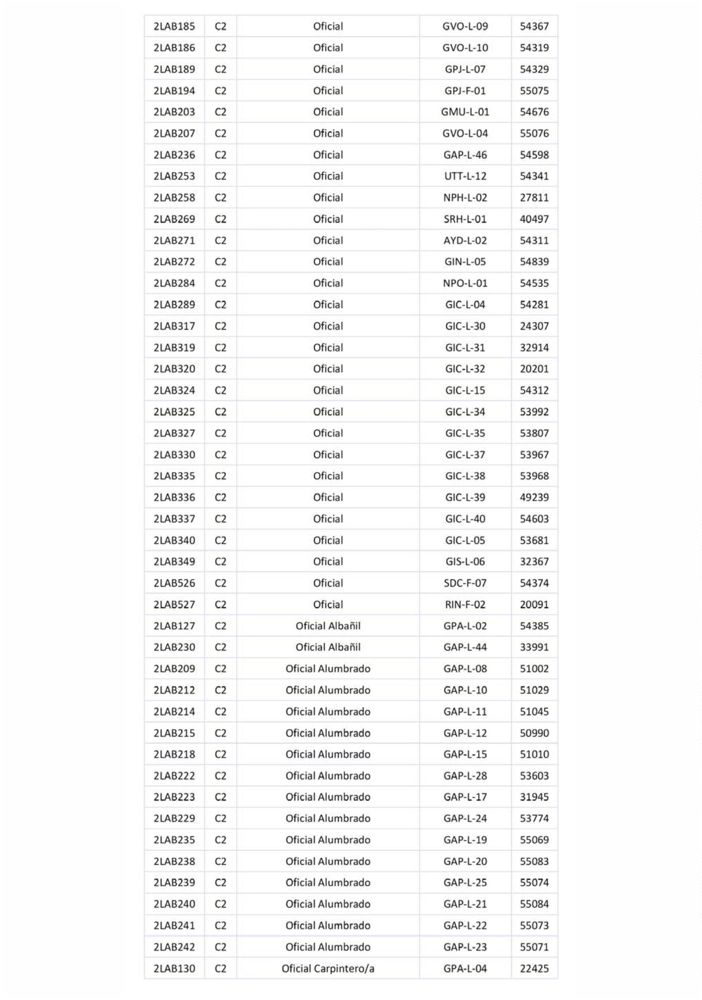 2LAB185 C2 Oficial GVO-L-09 54367
2LAB186 C2 Oficial GVO-L-10 54319
2LAB189 C2 Oficial GPJ-L-07 54329
2LAB194 C2 Oficial GPJ-F-01 55075
2LAB203 C2 Oficial GMU-L-01 54676
2LAB207 C2 Oficial GVO-L-04 55076
2LAB236 C2 Oficial GAP-L-46 54598
2LAB253 C2 Oficial UTT-L-12 54341
2LAB258 C2 Oficial NPH-L-02 27811
2LAB269 C2 Oficial SRH-L-01 40497
2LAB271 C2 Oficial AYD-L-02 54311
2LAB272 C2 Oficial GIN-L-05 54839
2LAB284 C2 Oficial NPO-L-01 54535
2LAB289 C2 Oficial GIC-L-04 54281
2LAB317 C2 Oficial GIC-L-30 24307
2LAB319 C2 Oficial GIC-L-31 32914
2LAB320 C2 Oficial GIC-L-32 20201
2LAB324 C2 Oficial GIC-L-15 54312
2LAB325 C2 Oficial GIC-L-34 53992
2LAB327 C2 Oficial GIC-L-35 53807
2LAB330 C2 Oficial GIC-L-37 53967
2LAB335 C2 Oficial GIC-L-38 53968
2LAB336 C2 Oficial GIC-L-39 49239
2LAB337 C2 Oficial GIC-L-40 54603
2LAB340 C2 Oficial GIC-L-05 53681
2LAB349 C2 Oficial GIS-L-06 32367
2LAB526 C2 Oficial SDC-F-07 54374
2LAB527 C2 Oficial RIN-F-02 20091
2LAB127 C2 Oficial Albañil GPA-L-02 54385
2LAB230 C2 Oficial Albañil GAP-L-44 33991
2LAB209 C2 Oficial Alumbrado GAP-L-08 51002
2LAB212 C2 Oficial Alumbrado GAP-L-10 51029
2LAB214 C2 Oficial Alumbrado GAP-L-11 51045
2LAB215 C2 Oficial Alumbrado GAP-L-12 50990
2LAB218 C2 Oficial Alumbrado GAP-L-15 51010
2LAB222 C2 Oficial Alumbrado GAP-L-28 53603
2LAB223 C2 Oficial Alumbrado GAP-L-17 31945
2LAB229 C2 Oficial Alumbrado GAP-L-24 53774
2LAB235 C2 Oficial Alumbrado GAP-L-19 55069
2LAB238 C2 Oficial Alumbrado GAP-L-20 55083
2LAB239 C2 Oficial Alumbrado GAP-L-25 55074
2LAB240 C2 Oficial Alumbrado GAP-L-21 55084
2LAB241 C2 Oficial Alumbrado GAP-L-22 55073
2LAB242 C2 Oficial Alumbrado GAP-L-23 55071
2LAB130 C2 Oficial Carpintero/a GPA-L-04 22425